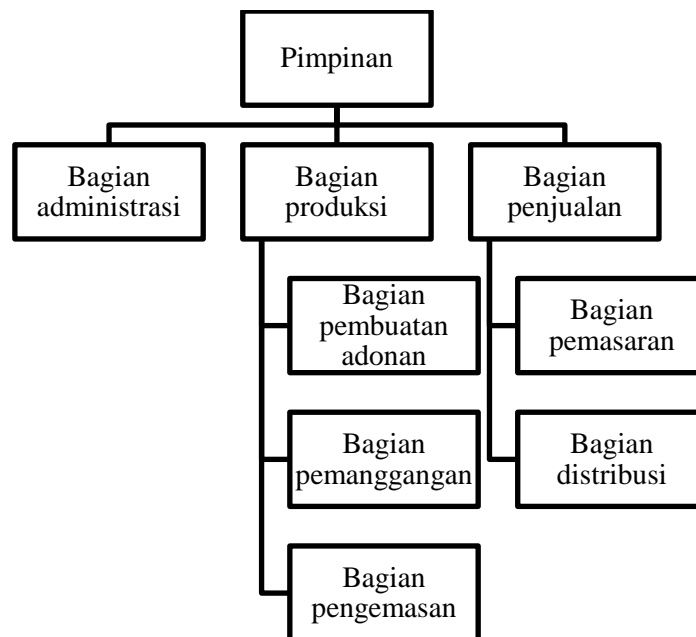 Pimpinan
Bagian
administrasi
Bagian
produksi
Bagian
penjualan
Bagian
pembuatan
adonan
Bagian
pemasaran
Bagian
pemanggangan
Bagian
distribusi
Bagian
pengemasan